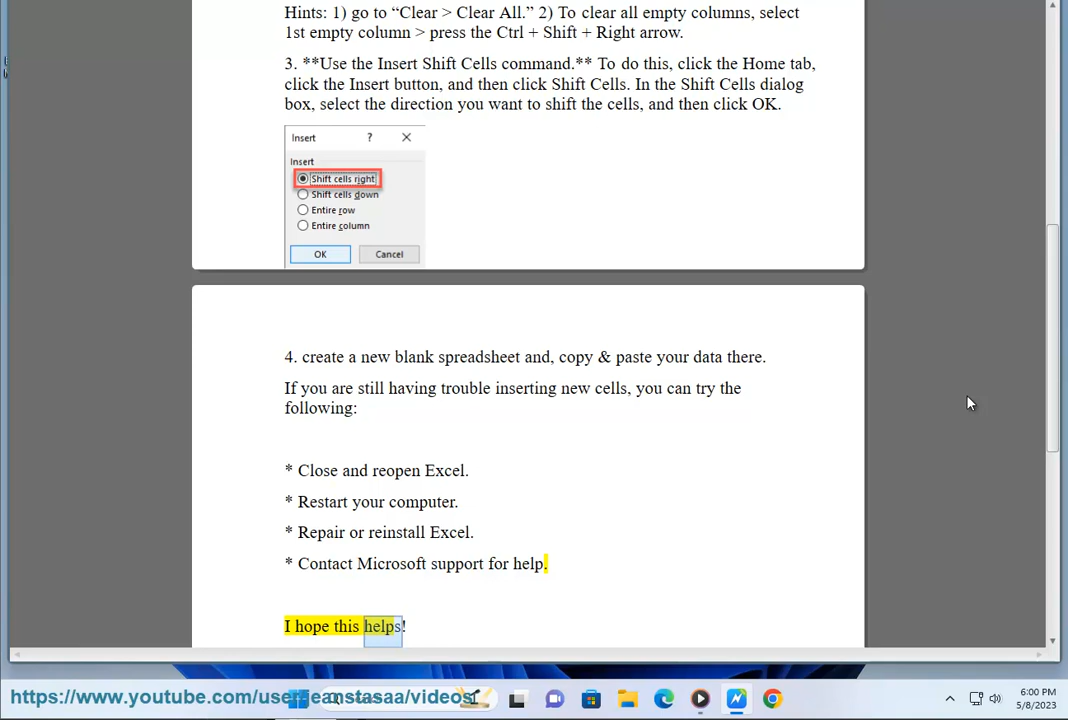 Hints: 1) go to “Clear > Clear All.” 2) To clear all empty columns, select
1st empty column > press the Ctrl + Shift + Right arrow.
3. **Use the Insert Shift Cells command.** To do this, click the Home tab,
click the Insert button, and then click Shift Cells. In the Shift Cells dialog
box, select the direction you want to shift the cells, and then click OK.
Insert ?
Insert
Shift cells right
Shift cells down
Entire row
Entire column
OK Cancel
4. create a new blank spreadsheet and, copy & paste your data there.
If you are still having trouble inserting new cells, you can try the
following:
* Close and reopen Excel.
* Restart your computer.
* Repair or reinstall Excel.
* Contact Microsoft support for help.
I hope this helps!
https://www.youtube.com/user/jeanstasaa/videos
6:00 PM
5/8/2023